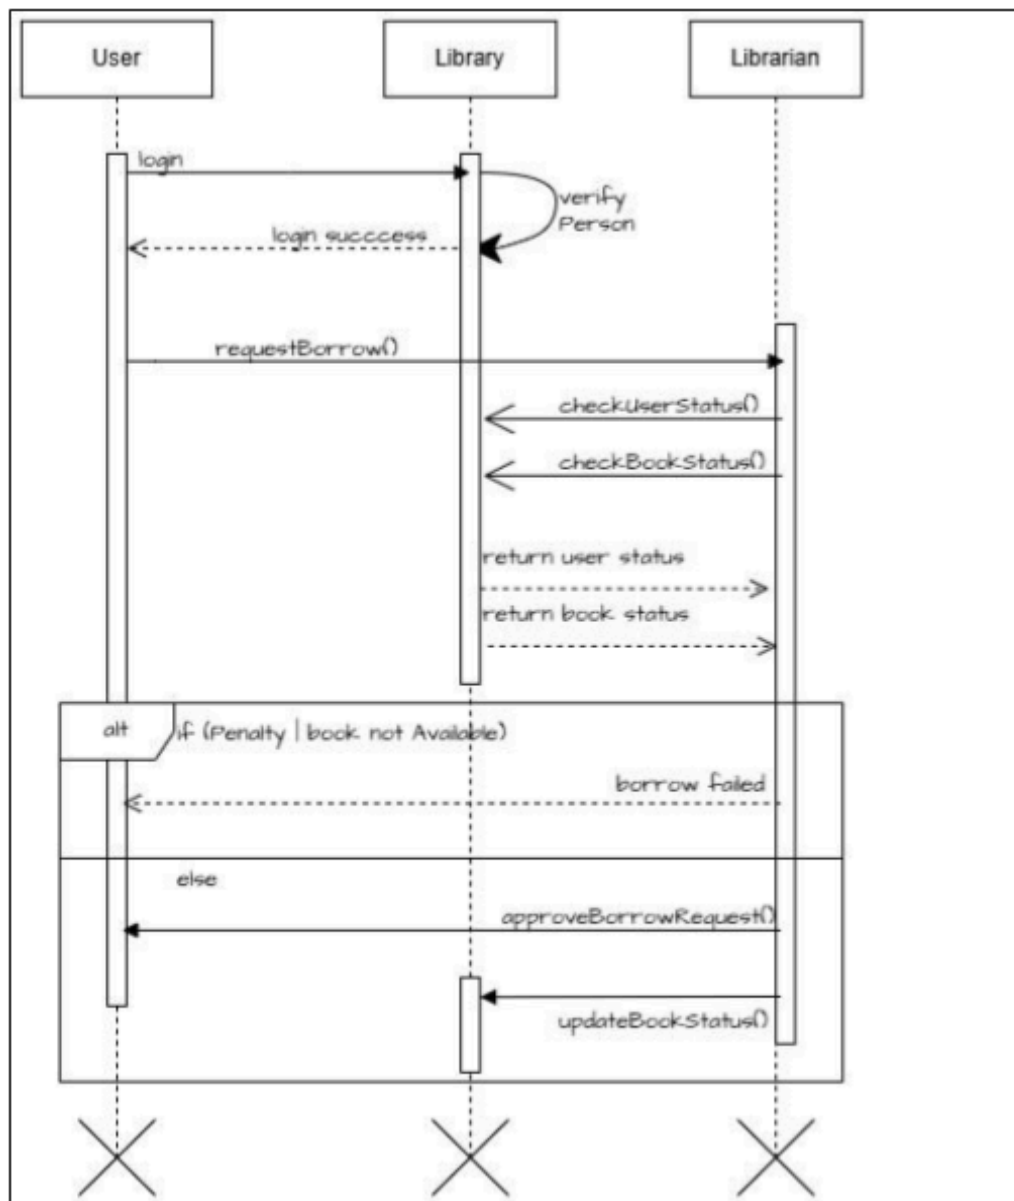 User
Library
Librarian
login
verify
Person
login succcess
requestBorrow()
checkUserStatus()
checkBookStatus()
return user status
return book status
alt
if (Penalty | book not Available)
borrow failed
else
approveBorrowRequest()
updateBookStatus()